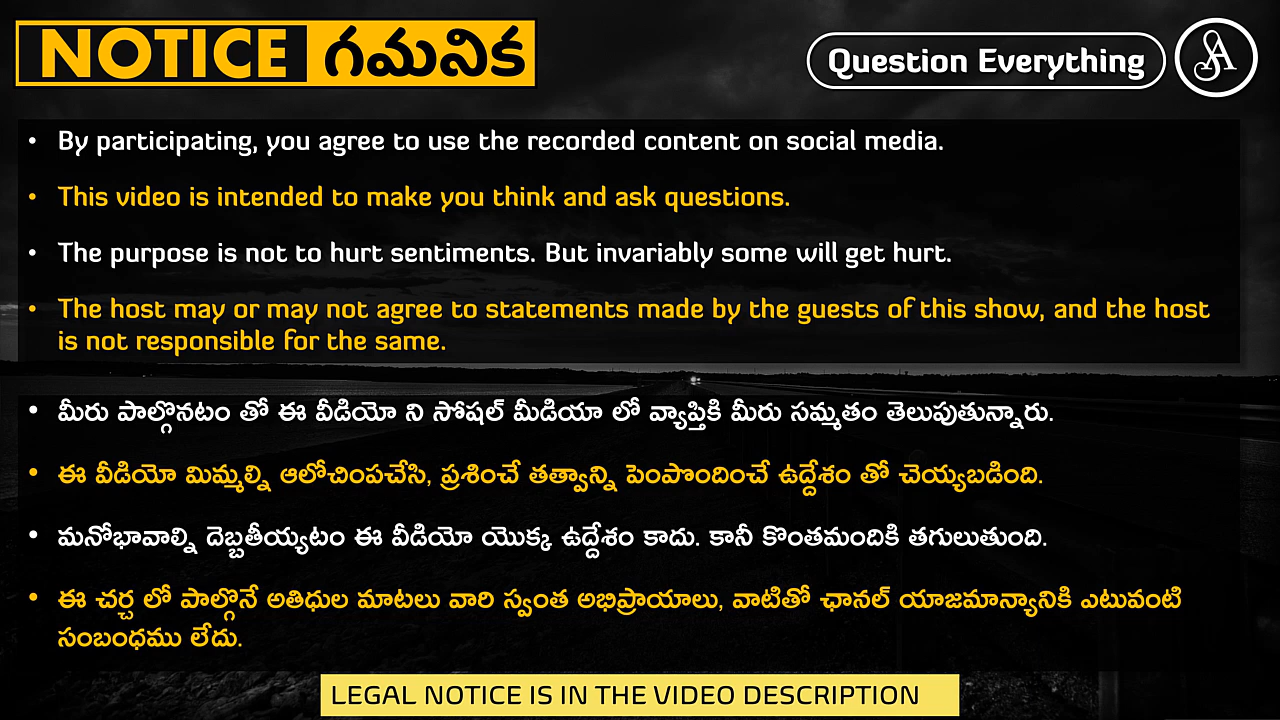 NOTICE గమనిక
Question Everything
• By participating, you agree to use the recorded content on social media.
• This video is intended to make you think and ask questions.
• The purpose is not to hurt sentiments. But invariably some will get hurt.
• The host may or may not agree to statements made by the guests of this show, and the host
is not responsible for the same.
• మీరు పాల్గొనటం తో ఈ వీడియో ని సోషల్ మీడియా లో వ్యాప్తికి మీరు సమ్మతం తెలుపుతున్నారు.
• ఈ వీడియో మిమ్మల్ని ఆలోచింపచేసి, ప్రశించే తత్వాన్ని పెంపొందించే ఉద్దేశం తో చెయ్యబడింది.
• మనోభావాల్ని దెబ్బతీయ్యటం ఈ వీడియో యొక్క ఉద్దేశం కాదు. కానీ కొంతమందికి తగులుతుంది.
• ఈ చర్చ లో పాల్గొనే అతిధుల మాటలు వారి స్వంత అభిప్రాయాలు, వాటితో ఛానల్ యాజమాన్యానికి ఎటువంటి
సంబంధము లేదు.
LEGAL NOTICE IS IN THE VIDEO DESCRIPTION